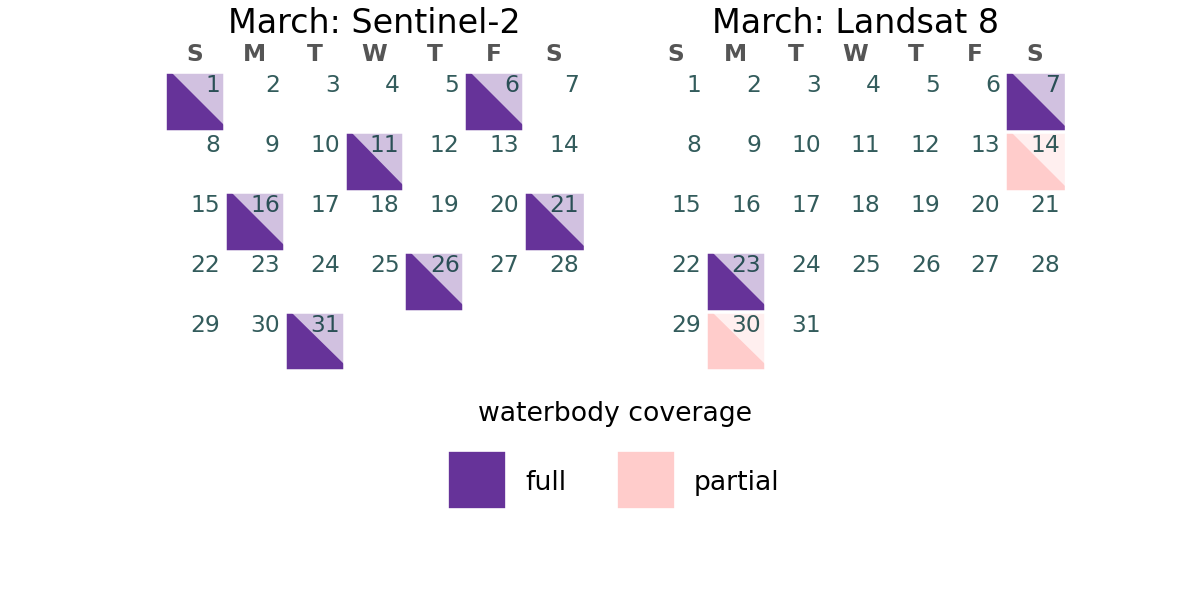 March: Sentinel-2
S M T W T F S
1 2 3 4 5 6 7
8 9 10 11 12 13 14
15 16 17 18 19 20 21
22 23 24 25 26 27 28
29 30 31
March: Landsat 8
S M T W T F S
1 2 3 4 5 6 7
8 9 10 11 12 13 14
15 16 17 18 19 20 21
22 23 24 25 26 27 28
29 30 31
waterbody coverage
full partial